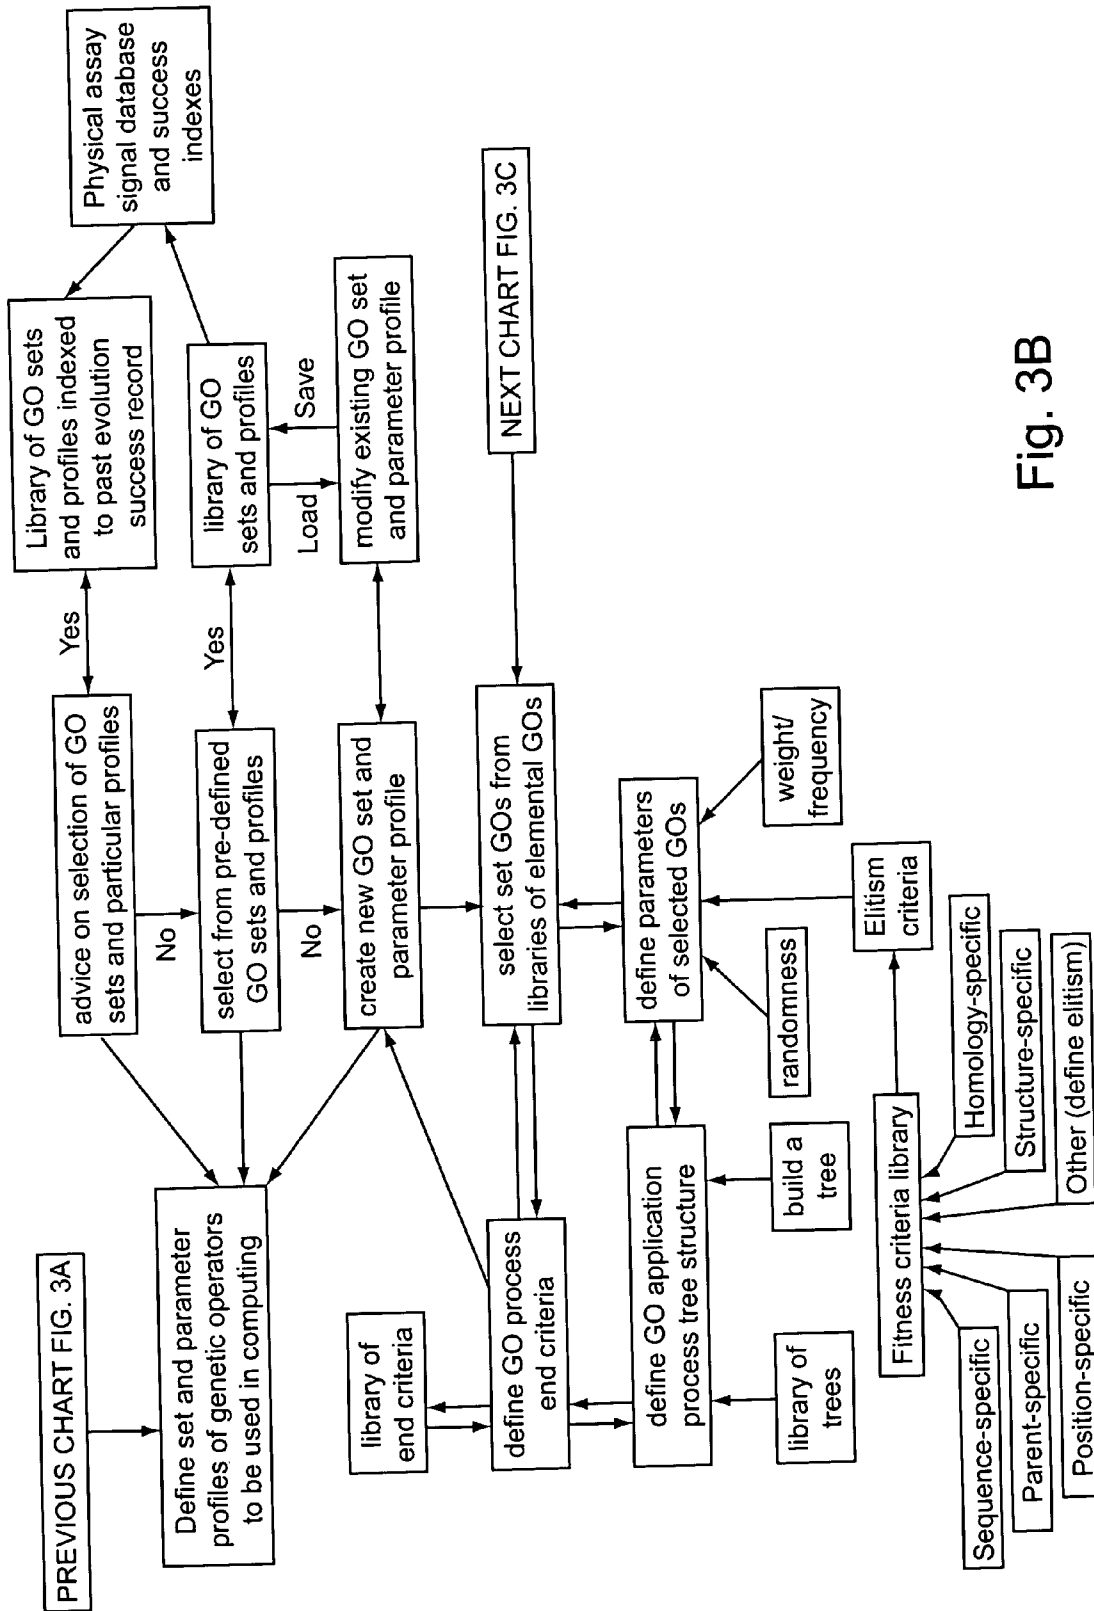 PREVIOUS CHART FIG. 3A
Define set and parameter
profiles of genetic operators
to be used in computing
advice on selection of GO
sets and particular profiles
Yes
Library of GO sets
and profiles indexed
to past evolution
success record
Physical assay
signal database
and success
indexes
No
select from pre-defined
GO sets and profiles
Yes
library of GO
sets and profiles
No
Load
Save
create new GO set and
parameter profile
modify existing GO set
and parameter profile
library of
end criteria
define GO process
end criteria
select set GOs from
libraries of elemental GOs
NEXT CHART FIG. 3C
define GO application
process tree structure
define parameters
of selected GOs
library of
trees
build a
tree
randomness
weight/
frequency
Elitism
criteria
Fitness criteria library
Sequence-specific
Parent-specific
Position-specific
Homology-specific
Structure-specific
Other (define elitism)
Fig. 3B